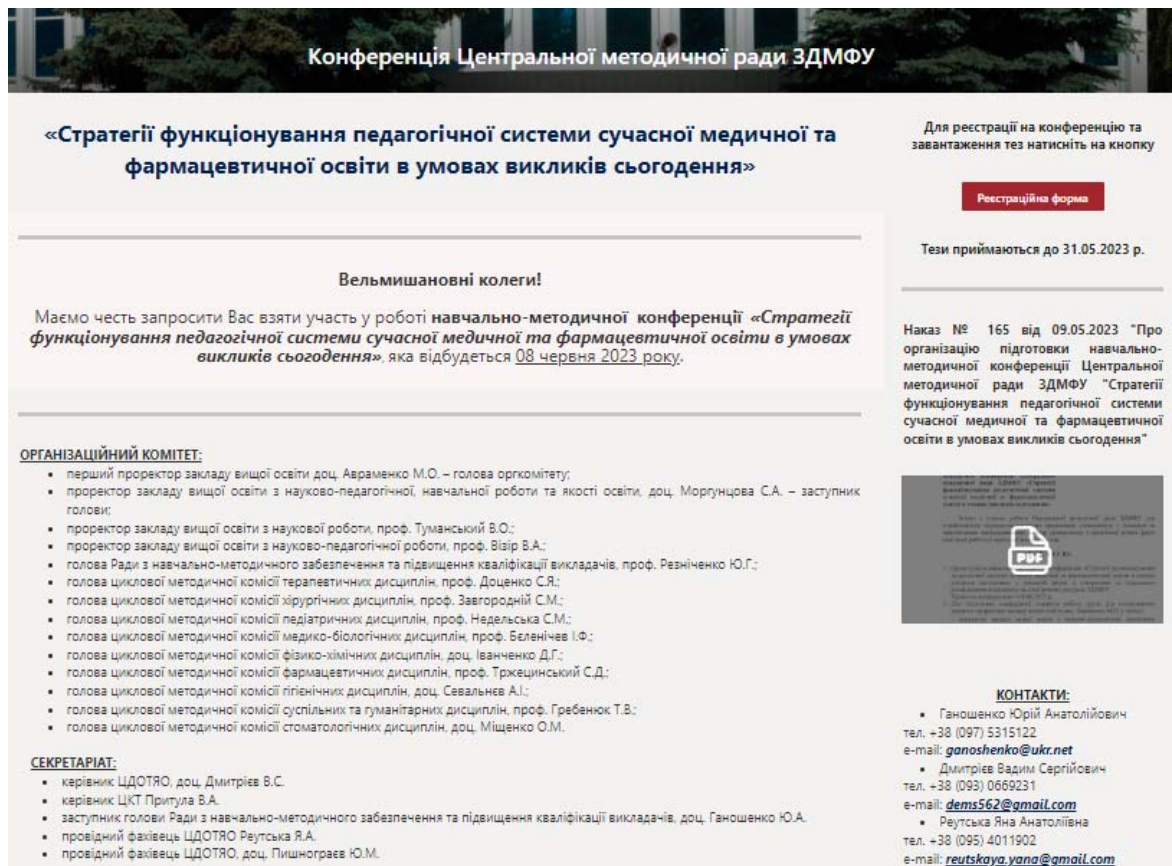 Конференція Центральної методичної ради ЗДМФУ
«Стратегії функціонування педагогічної системи сучасної медичної та
фармацевтичної освіти в умовах викликів сьогодення»
Вельмишановні колеги!
Маємо честь запросити Вас взяти участь у роботі навчально-методичної конференції «Стратегії
функціонування педагогічної системи сучасної медичної та фармацевтичної освіти в умовах
викликів сьогодення», яка відбудеться 08 червня 2023 року.
ОРГАНІЗАЦІЙНИЙ КОМІТЕТ:
• перший проректор закладу вищої освіти доц. Авраменко М.О. – голова оргкомітету;
• проректор закладу вищої освіти з науково-педагогічної, навчальної роботи та якості освіти, доц. Моргунцова С.А. – заступник
голови;
• проректор закладу вищої освіти з наукової роботи, проф. Туманський В.О.;
• проректор закладу вищої освіти з науково-педагогічної роботи, проф. Візір В.А.;
• голова Ради з навчально-методичного забезпечення та підвищення кваліфікації викладачів, проф. Резніченко Ю.Г.;
• голова циклової методичної комісії терапевтичних дисциплін, проф. Доценко С.Я.;
• голова циклової методичної комісії хірургічних дисциплін, проф. Завгородній С.М.;
• голова циклової методичної комісії педіатричних дисциплін, проф. Недельська С.М.;
• голова циклової методичної комісії медико-біологічних дисциплін, проф. Бєленічев І.Ф.;
• голова циклової методичної комісії фізико-хімічних дисциплін, доц. Іванченко Д.Г.;
• голова циклової методичної комісії фармацевтичних дисциплін, проф. Тржецинський С.Д.;
• голова циклової методичної комісії гігієнічних дисциплін, доц. Севальнєв А.І.;
• голова циклової методичної комісії суспільних та гуманітарних дисциплін, проф. Гребенюк Т.В.;
• голова циклової методичної комісії стоматологічних дисциплін, доц. Міщенко О.М.
СЕКРЕТАРІАТ:
• керівник ЦДОТЯО, доц. Дмитрієв В.С.
• керівник ЦКТ Притула В.А.
• заступник голови Ради з навчально-методичного забезпечення та підвищення кваліфікації викладачів, доц. Ганошенко Ю.А.
• провідний фахівець ЦДОТЯО Реутська Я.А.
• провідний фахівець ЦДОТЯО, доц. Пишнограєв Ю.М.
Для реєстрації на конференцію та
завантаження тез натисніть на кнопку
Реєстраційна форма
Тези приймаються до 31.05.2023 р.
Наказ № 165 від 09.05.2023 "Про
організацію підготовки навчально-
методичної конференції Центральної
методичної ради ЗДМФУ "Стратегії
функціонування педагогічної системи
сучасної медичної та фармацевтичної
освіти в умовах викликів сьогодення"
PDF
КОНТАКТИ:
• Ганошенко Юрій Анатолійович
тел. +38 (097) 5315122
e-mail: ganoshenko@ukr.net
• Дмитрієв Вадим Сергійович
тел. +38 (093) 0669231
e-mail: dems562@gmail.com
• Реутська Яна Анатоліївна
тел. +38 (095) 4011902
e-mail: reutskaya.yana@gmail.com